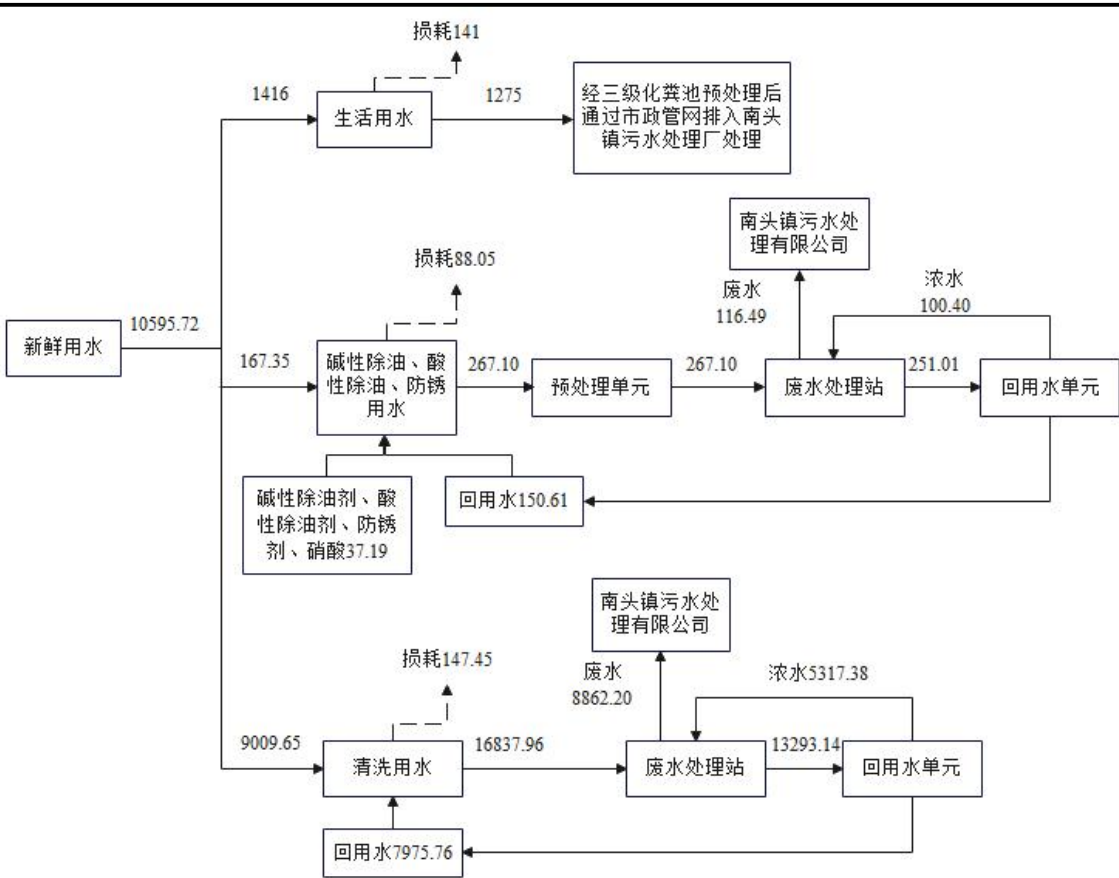 损耗141
1416
生活用水
1275
经三级化粪池预处理后
通过市政管网排入南头
镇污水处理厂处理
南头镇污水处
理有限公司
损耗88.05
废水
116.49
浓水
100.40
新鲜用水
10595.72
167.35
碱性除油、酸
性除油、防锈
用水
267.10
预处理单元
267.10
废水处理站
251.01
回用水单元
碱性除油剂、酸
性除油剂、防锈
剂、硝酸37.19
回用水150.61
南头镇污水处
理有限公司
损耗147.45
废水
8862.20
浓水5317.38
9009.65
清洗用水
16837.96
废水处理站
13293.14
回用水单元
回用水7975.76